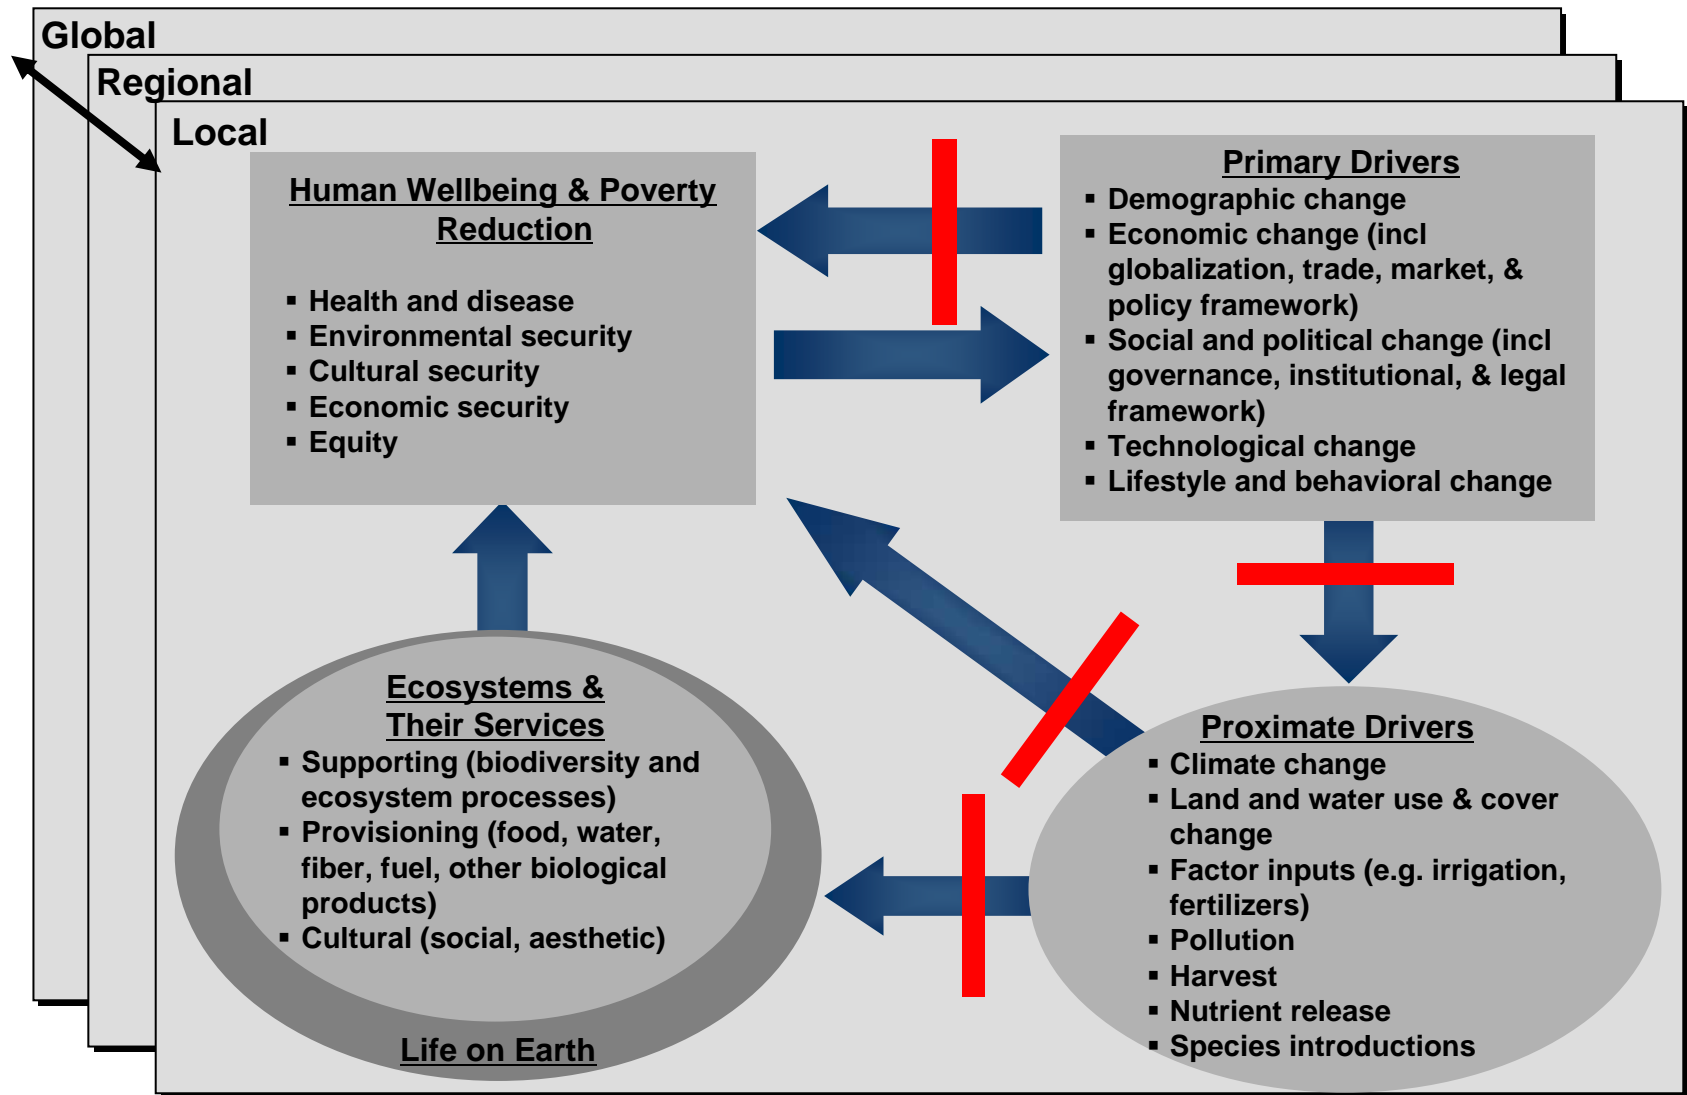 Global
Regional
Local
Human Wellbeing & Poverty
Reduction
▪ Health and disease
▪ Environmental security
▪ Cultural security
▪ Economic security
▪ Equity
Primary Drivers
▪ Demographic change
▪ Economic change (incl
globalization, trade, market, &
policy framework)
▪ Social and political change (incl
governance, institutional, & legal
framework)
▪ Technological change
▪ Lifestyle and behavioral change
Ecosystems &
Their Services
▪ Supporting (biodiversity and
ecosystem processes)
▪ Provisioning (food, water,
fiber, fuel, other biological
products)
▪ Cultural (social, aesthetic)
Life on Earth
Proximate Drivers
▪ Climate change
▪ Land and water use & cover
change
▪ Factor inputs (e.g. irrigation,
fertilizers)
▪ Pollution
▪ Harvest
▪ Nutrient release
▪ Species introductions